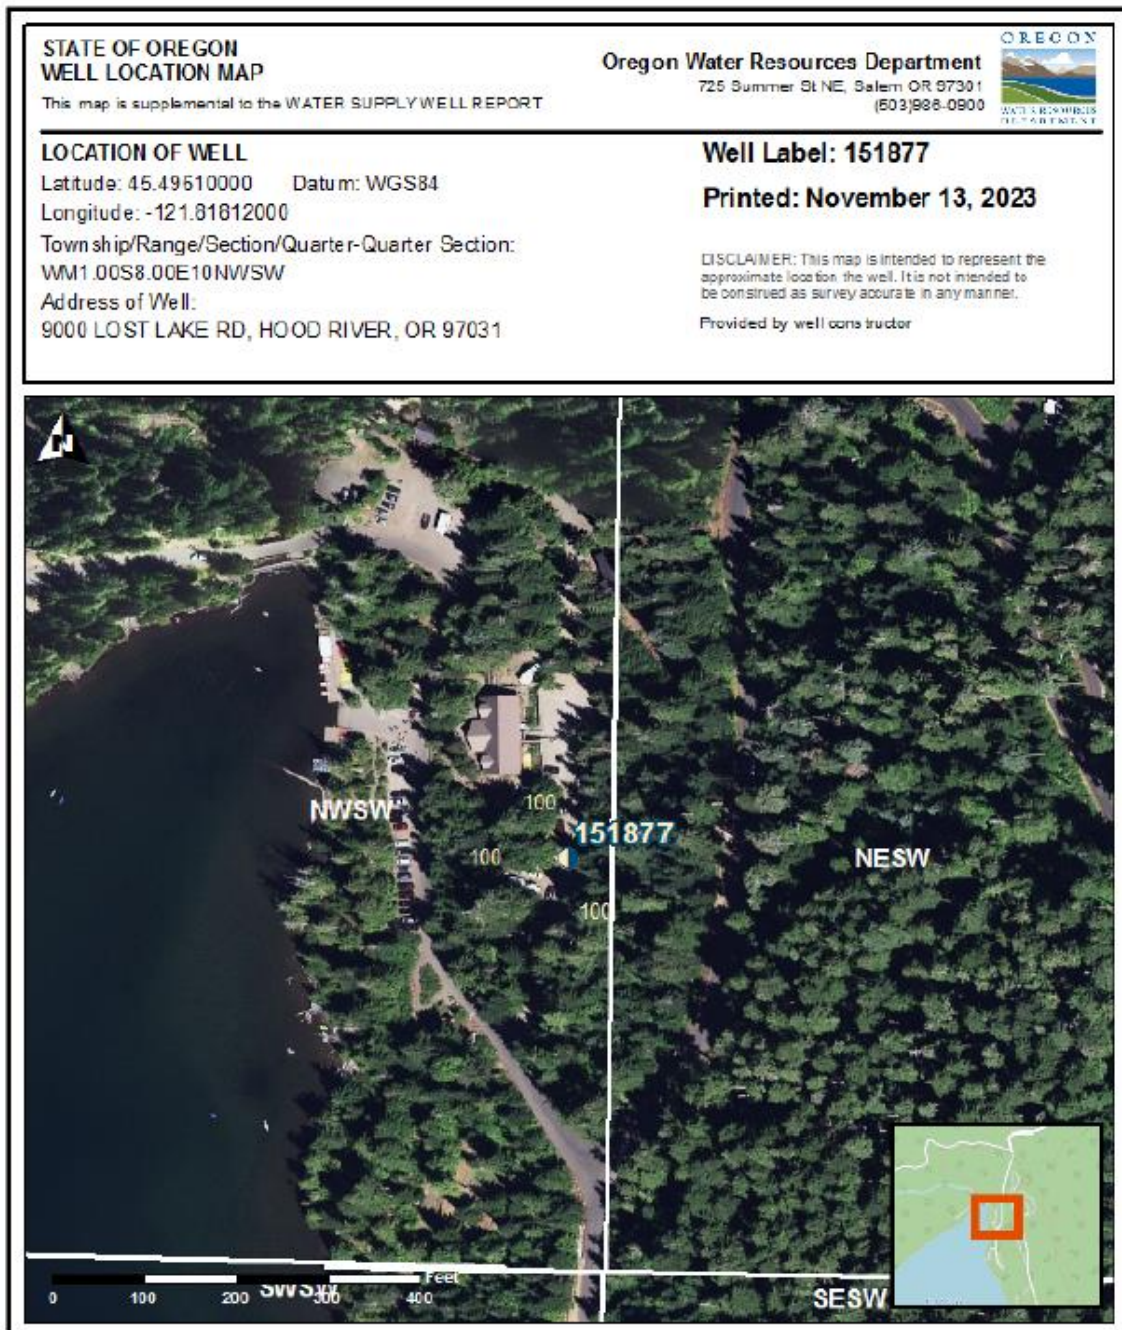 STATE OF OREGON
WELL LOCATION MAP
This map is supplemental to the WATER SUPPLY WELL REPORT
Oregon Water Resources Department
725 Summer St NE, Salem OR 97301
(503)986-0900
OREGON
WATER RESOURCES
DEPARTMENT
LOCATION OF WELL
Latitude: 45.49610000 Datum: WGS84
Longitude: -121.81812000
Township/Range/Section/Quarter-Quarter Section:
WM1.00S8.00E10NWSW
Address of Well:
9000 LOST LAKE RD, HOOD RIVER, OR 97031
Well Label: 151877
Printed: November 13, 2023
DISCLAIMER: This map is intended to represent the
approximate location the well. It is not intended to
be construed as survey accurate in any manner.
Provided by well constructor
N
NWSW
100
151877
100
NESW
100
Feet
0 100 200 300 400
SWSW
SESW